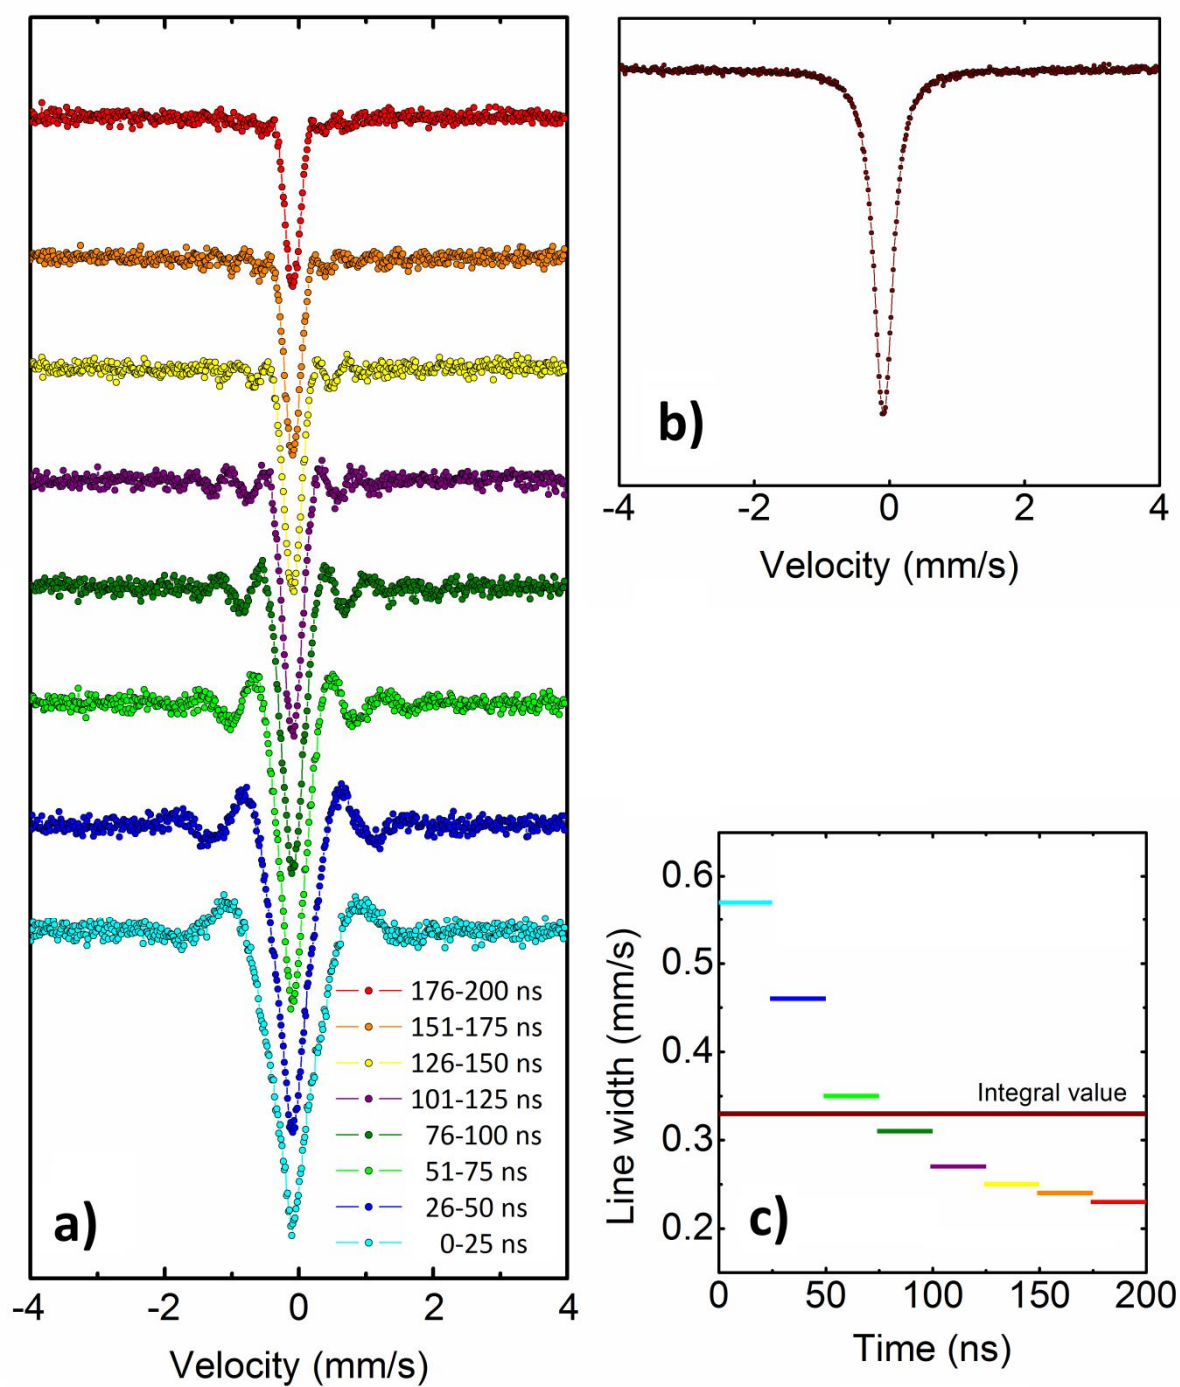 176-200 ns
151-175 ns
126-150 ns
101-125 ns
76-100 ns
51-75 ns
26-50 ns
0-25 ns
a)
-4 -2 0 2 4
Velocity (mm/s)
b)
-4 -2 0 2 4
Velocity (mm/s)
Line width (mm/s)
0.6
0.5
0.4
0.3
0.2
Integral value
c)
0 50 100 150 200
Time (ns)